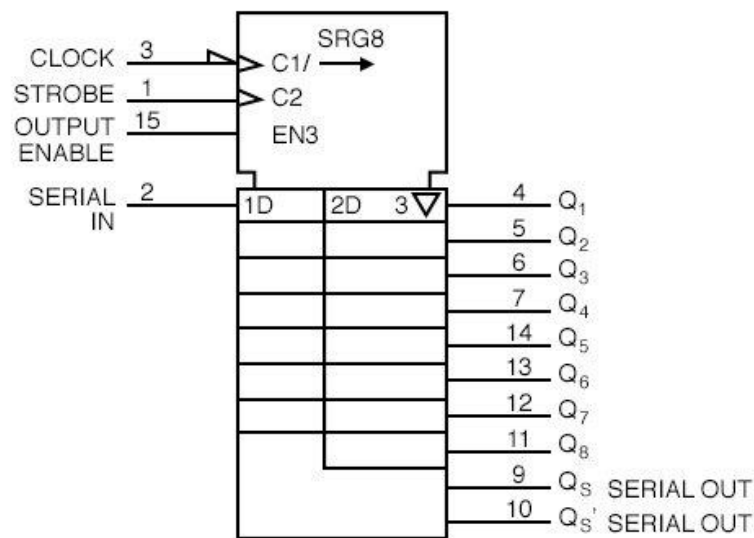 SRG8
CLOCK 3 C1/
STROBE 1 C2
OUTPUT ENABLE 15 EN3
SERIAL IN 2 1D 2D 3 4 Q1
5 Q2
6 Q3
7 Q4
14 Q5
13 Q6
12 Q7
11 Q8
9 QS SERIAL OUT
10 QS' SERIAL OUT